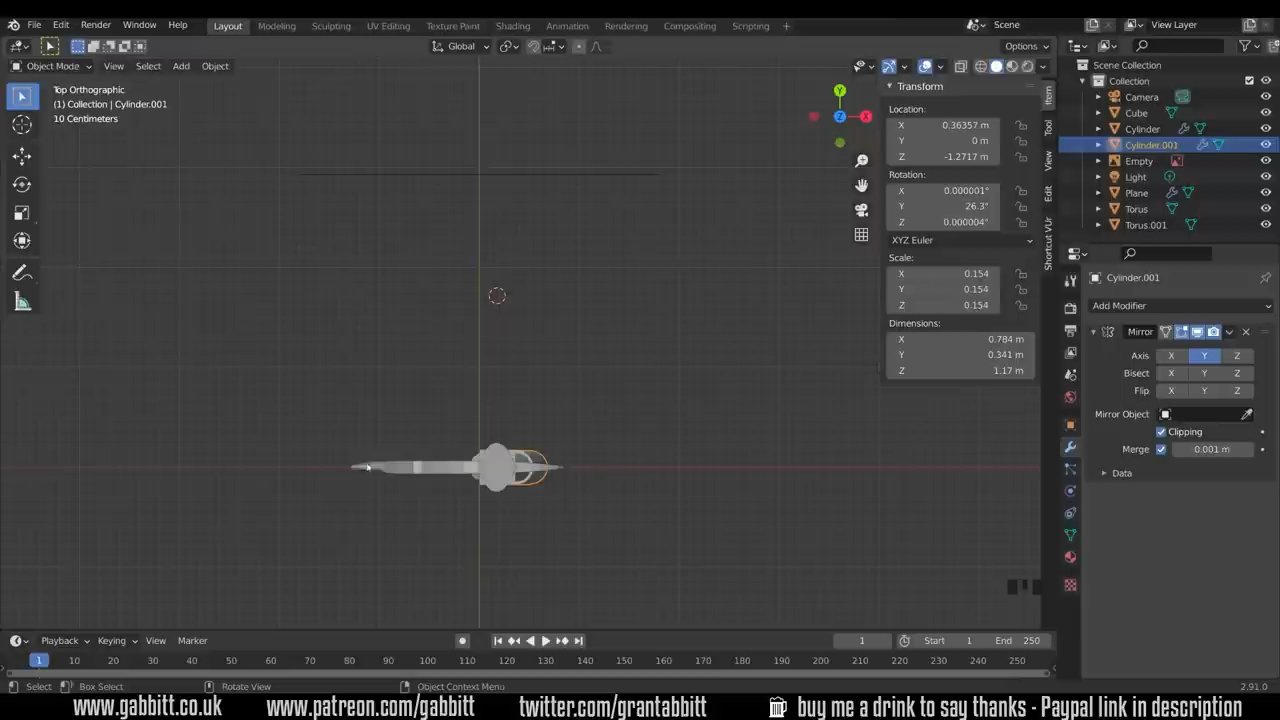 File Edit Render Window Help Layout Modeling Sculpting UV Editing Texture Paint Shading Animation Rendering Compositing Scripting + Scene View Layer
Global Options
Object Mode View Select Add Object
Top Orthographic
(1) Collection | Cylinder.001
10 Centimeters
Y
Z
X
Transform
Location:
X 0.36357 m
Y 0 m
Z -1.2717 m
Rotation:
X 0.000001°
Y 26.3°
Z 0.000004°
XYZ Euler
Scale:
X 0.154
Y 0.154
Z 0.154
Dimensions:
X 0.784 m
Y 0.341 m
Z 1.17 m
Item
Tool
View
Edit
Shortcut VUr
Scene Collection
Collection
Camera
Cube
Cylinder
Cylinder.001
Empty
Light
Plane
Torus
Torus.001
Cylinder.001
Add Modifier
Mirror
Axis X Y Z
Bisect X Y Z
Flip X Y Z
Mirror Object
Clipping
Merge 0.001 m
Data
Playback Keying View Marker 1 Start 1 End 250
1 10 20 30 40 50 60 70 80 90 100 110 120 130 140 150 160 170 180 190 200 210 220 230 240 250
Select Box Select Rotate View Object Context Menu 2.91.0
www.gabbitt.co.uk www.patreon.com/gabbitt twitter.com/grantabbitt buy me a drink to say thanks - Paypal link in description